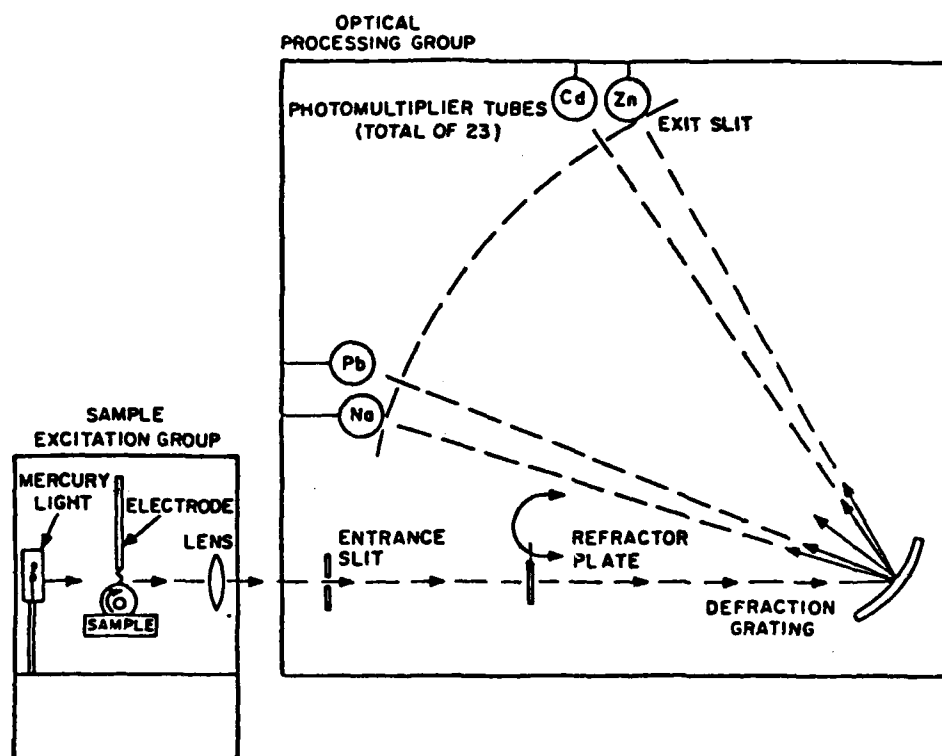 OPTICAL
PROCESSING GROUP
Cd
Zn
PHOTOMULTIPLIER TUBES
(TOTAL OF 23)
EXIT SLIT
Pb
Na
SAMPLE
EXCITATION GROUP
MERCURY
LIGHT
ELECTRODE
LENS
ENTRANCE
SLIT
REFRACTOR
PLATE
SAMPLE
DEFRACTION
GRATING